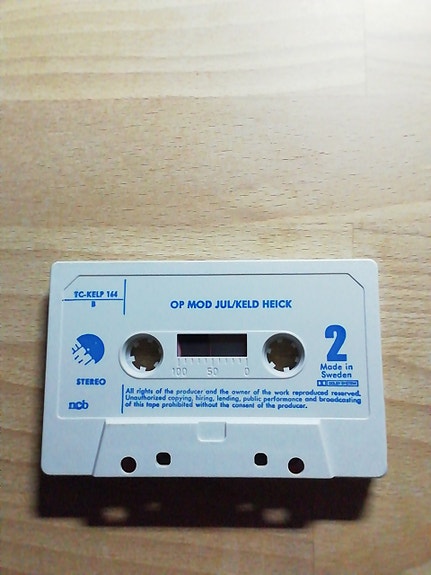 TC-KELP 164
B
OP MOD JUL/KELD HEICK
2
Made in
Sweden
DOLBY SYSTEM
100 50 0
STEREO
ncb
All rights of the producer and the owner of the work reproduced reserved.
Unauthorized copying, hiring, lending, public performance and broadcasting
of this tape prohibited without the consent of the producer.